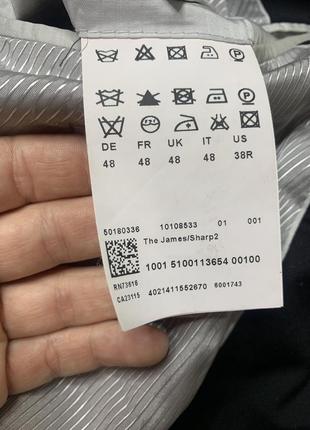 DE FR UK IT US
48 48 48 48 38R
50180336 10108533 01 001
The James/Sharp2
1001 5100113654 00100
RN73616
CA23115 4021411552670 6001743